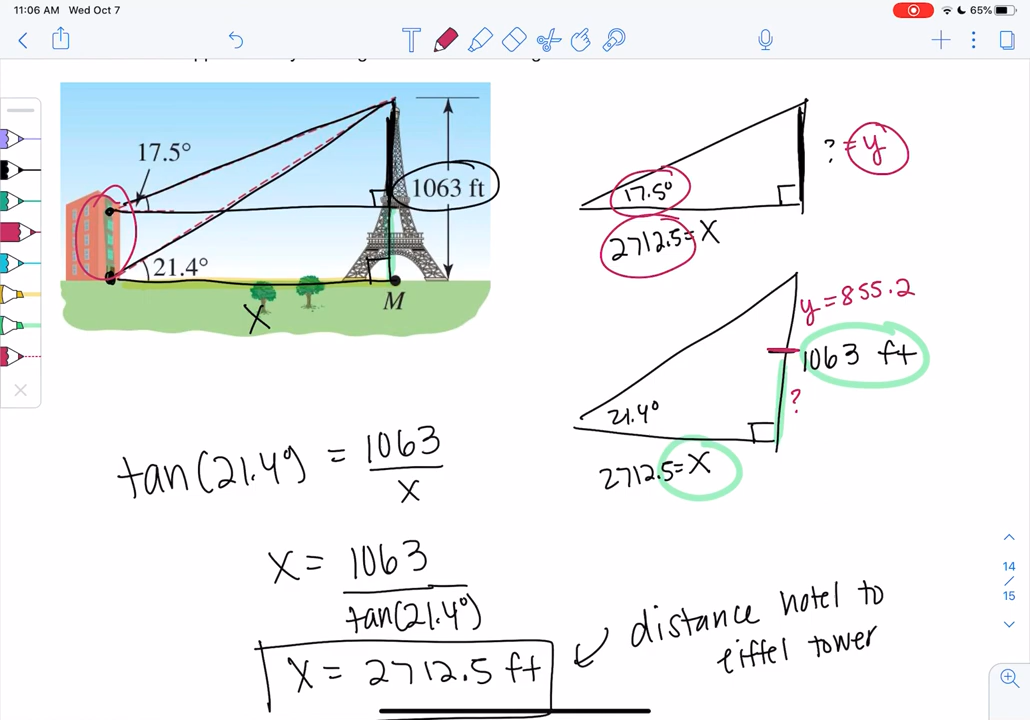 11:06 AM Wed Oct 7
65%
T
17.5°
1063 ft
21.4°
M
X
17.5°
? = y
2712.5=X
y=855.2
1063 ft
?
21.4°
2712.5=X
tan(21.4°) = 1063
X
X = 1063
tan(21.4°)
X = 2712.5 ft
distance hotel to
eiffel tower
14
/
15